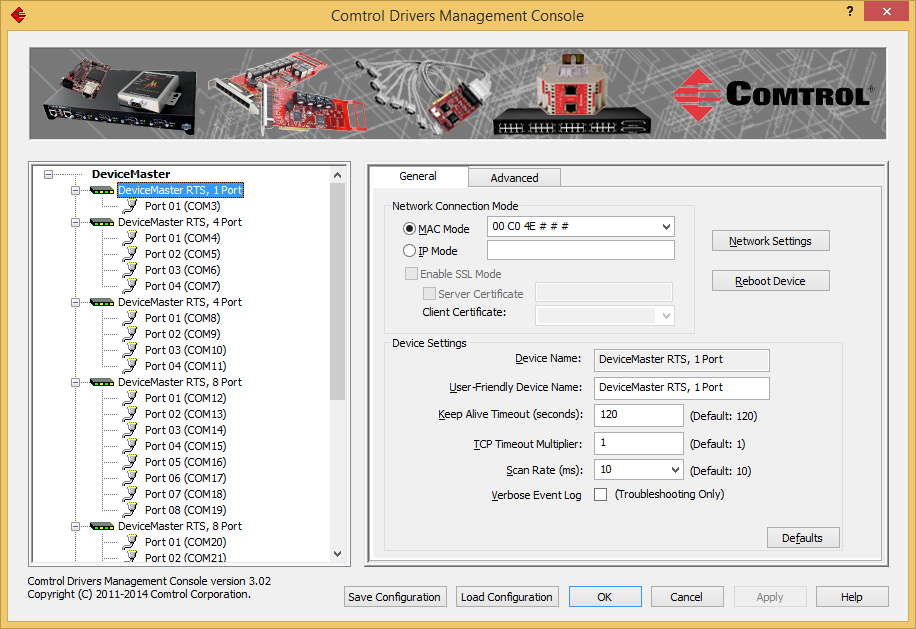 Comtrol Drivers Management Console
?
COMTROL®
DeviceMaster
DeviceMaster RTS, 1 Port
Port 01 (COM3)
DeviceMaster RTS, 4 Port
Port 01 (COM4)
Port 02 (COM5)
Port 03 (COM6)
Port 04 (COM7)
DeviceMaster RTS, 4 Port
Port 01 (COM8)
Port 02 (COM9)
Port 03 (COM10)
Port 04 (COM11)
DeviceMaster RTS, 8 Port
Port 01 (COM12)
Port 02 (COM13)
Port 03 (COM14)
Port 04 (COM15)
Port 05 (COM16)
Port 06 (COM17)
Port 07 (COM18)
Port 08 (COM19)
DeviceMaster RTS, 8 Port
Port 01 (COM20)
Port 02 (COM21)
General
Advanced
Network Connection Mode
MAC Mode
00 C0 4E # # #
IP Mode
Enable SSL Mode
Server Certificate
Client Certificate:
Network Settings
Reboot Device
Device Settings
Device Name:
DeviceMaster RTS, 1 Port
User-Friendly Device Name:
DeviceMaster RTS, 1 Port
Keep Alive Timeout (seconds):
120
(Default: 120)
TCP Timeout Multiplier:
1
(Default: 1)
Scan Rate (ms):
10
(Default: 10)
Verbose Event Log
(Troubleshooting Only)
Defaults
Comtrol Drivers Management Console version 3.02
Copyright (C) 2011-2014 Comtrol Corporation.
Save Configuration
Load Configuration
OK
Cancel
Apply
Help